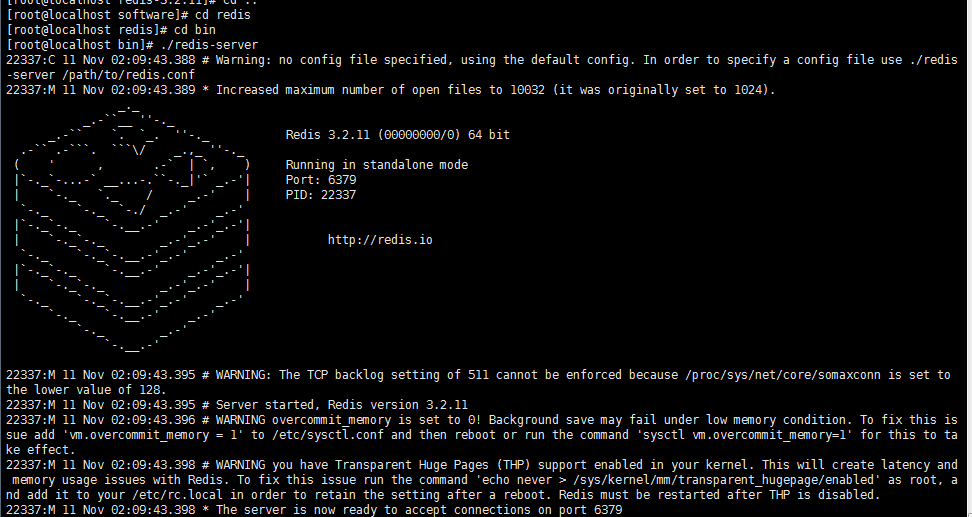 [root@localhost redis-3.2.11]# cd ..
[root@localhost software]# cd redis
[root@localhost redis]# cd bin
[root@localhost bin]# ./redis-server
22337:C 11 Nov 02:09:43.388 # Warning: no config file specified, using the default config. In order to specify a config file use ./redis
-server /path/to/redis.conf
22337:M 11 Nov 02:09:43.389 * Increased maximum number of open files to 10032 (it was originally set to 1024).
Redis 3.2.11 (00000000/0) 64 bit
Running in standalone mode
Port: 6379
PID: 22337
http://redis.io
22337:M 11 Nov 02:09:43.395 # WARNING: The TCP backlog setting of 511 cannot be enforced because /proc/sys/net/core/somaxconn is set to
the lower value of 128.
22337:M 11 Nov 02:09:43.395 # Server started, Redis version 3.2.11
22337:M 11 Nov 02:09:43.396 # WARNING overcommit_memory is set to 0! Background save may fail under low memory condition. To fix this is
sue add 'vm.overcommit_memory = 1' to /etc/sysctl.conf and then reboot or run the command 'sysctl vm.overcommit_memory=1' for this to ta
ke effect.
22337:M 11 Nov 02:09:43.398 # WARNING you have Transparent Huge Pages (THP) support enabled in your kernel. This will create latency and
 memory usage issues with Redis. To fix this issue run the command 'echo never > /sys/kernel/mm/transparent_hugepage/enabled' as root, a
nd add it to your /etc/rc.local in order to retain the setting after a reboot. Redis must be restarted after THP is disabled.
22337:M 11 Nov 02:09:43.398 * The server is now ready to accept connections on port 6379